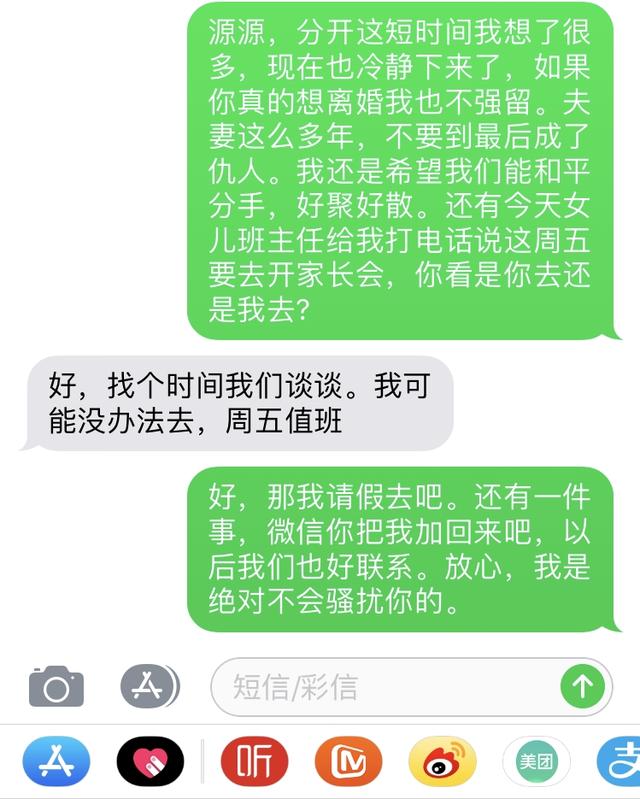 源源，分开这短时间我想了很
多，现在也冷静下来了，如果
你真的想离婚我也不强留。夫
妻这么多年，不要到最后成了
仇人。我还是希望我们能和平
分手，好聚好散。还有今天女
儿班主任给我打电话说这周五
要去开家长会，你看是你去还
是我去？
好，找个时间我们谈谈。我可
能没办法去，周五值班
好，那我请假去吧。还有一件
事，微信你把我加回来吧，以
后我们也好联系。放心，我是
绝对不会骚扰你的。
短信/彩信
听
美团
支